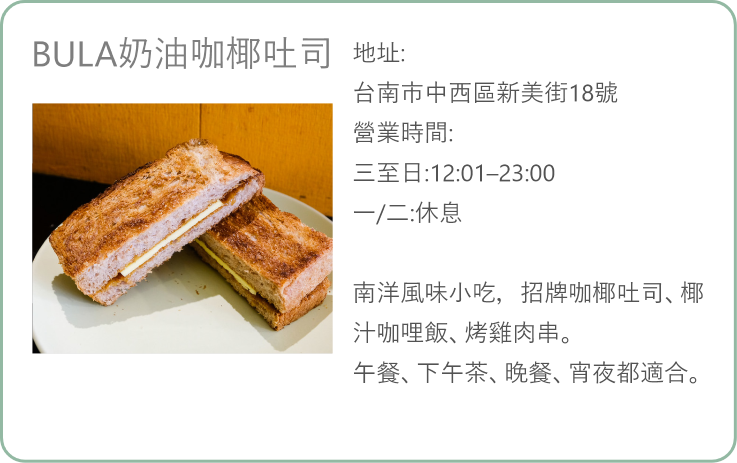 BULA奶油咖椰吐司
地址:
台南市中西區新美街18號
營業時間:
三至日:12:01–23:00
一/二:休息
南洋風味小吃，招牌咖椰吐司、椰
汁咖哩飯、烤雞肉串。
午餐、下午茶、晚餐、宵夜都適合。